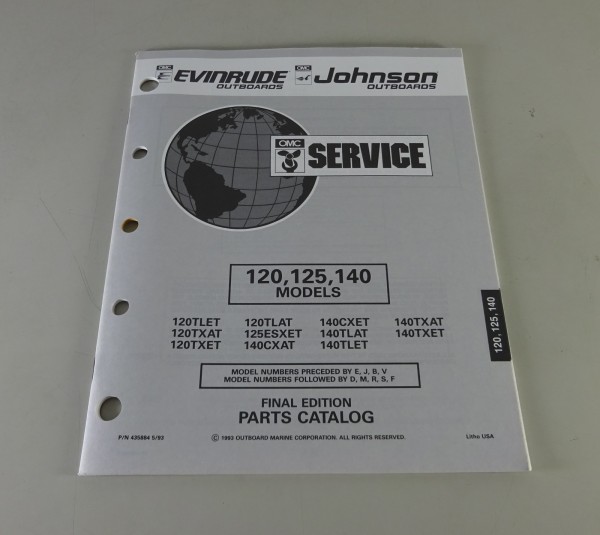 OMC E EVINRUDE OMC Johnson
OUTBOARDS OUTBOARDS
OMC SERVICE
120,125,140
MODELS
120TLET 120TLAT 140CXET 140TXAT
120TXAT 125ESXET 140TLAT 140TXET
120TXET 140CXAT 140TLET
120, 125, 140
MODEL NUMBERS PRECEDED BY E, J, B, V
MODEL NUMBERS FOLLOWED BY D, M, R, S, F
FINAL EDITION
PARTS CATALOG
P/N 435884 5/93 © 1993 OUTBOARD MARINE CORPORATION. ALL RIGHTS RESERVED. Litho USA